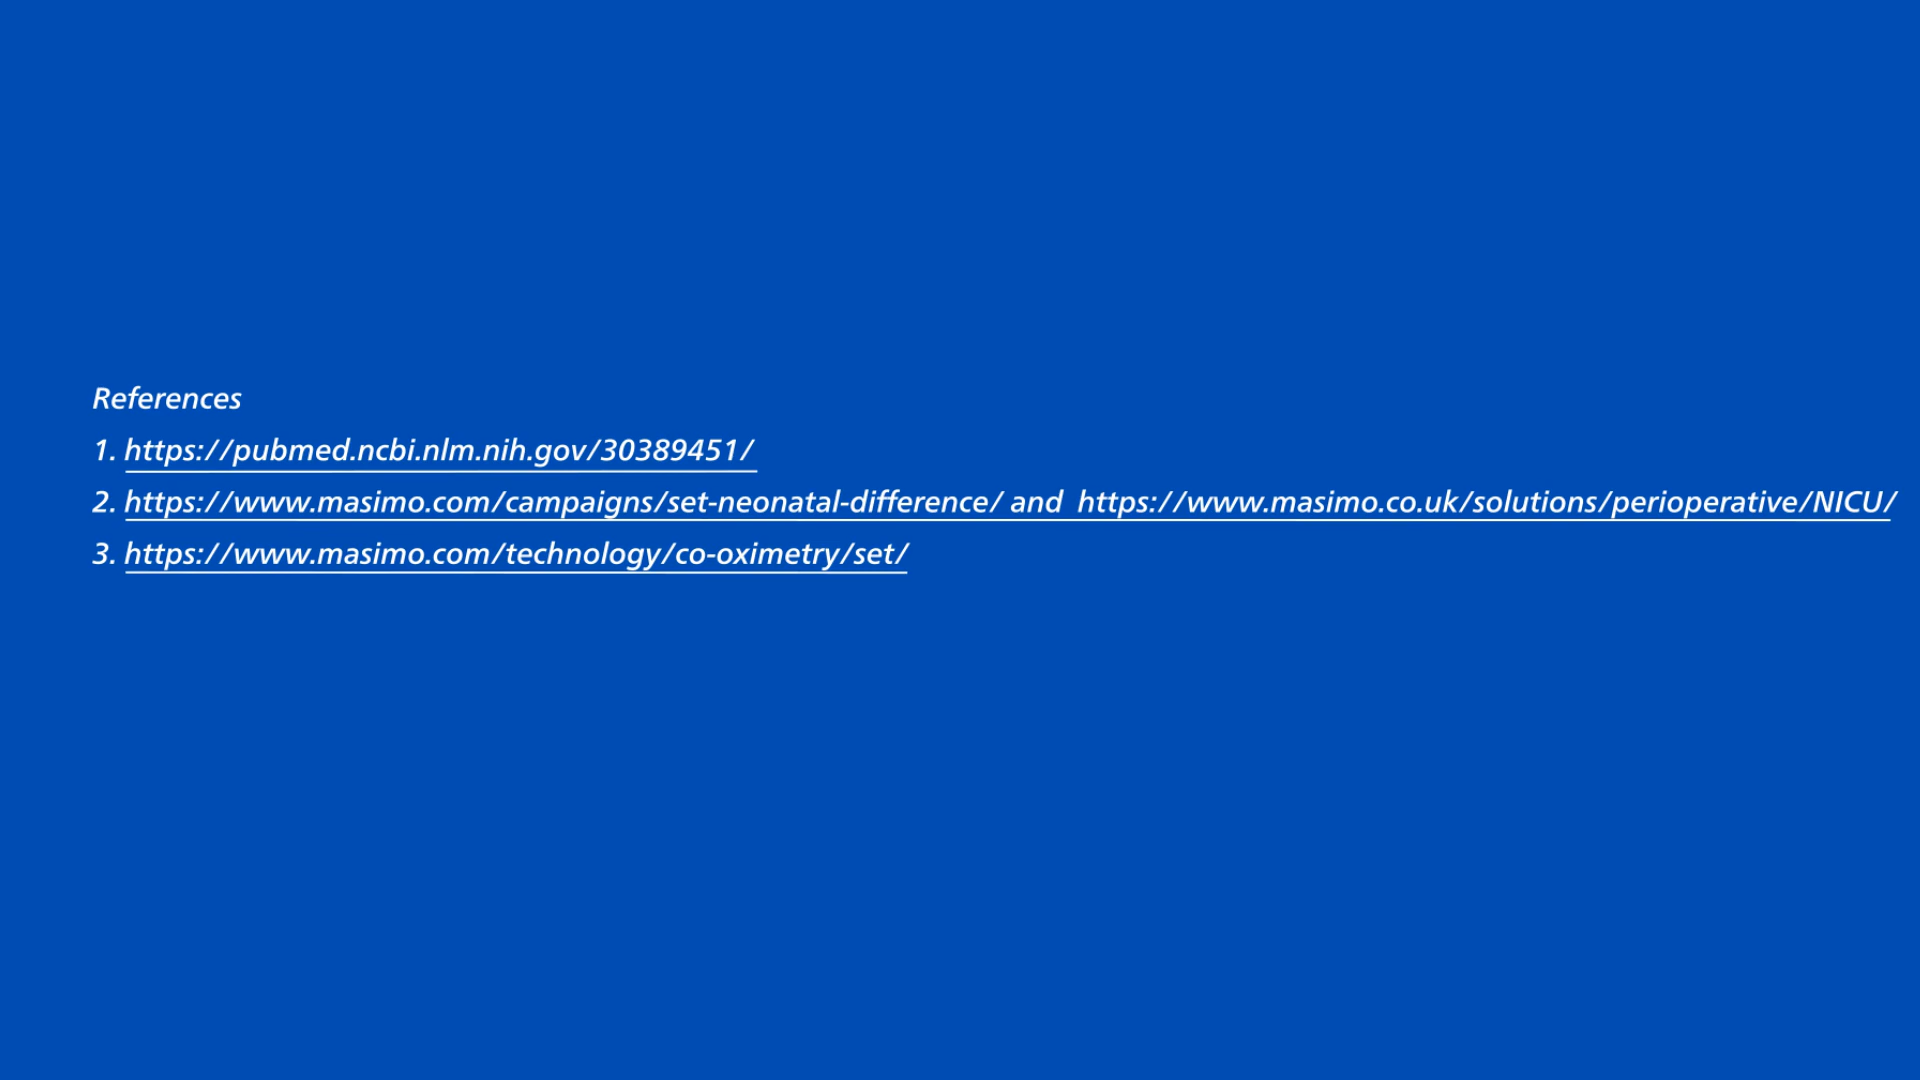 References
1. https://pubmed.ncbi.nlm.nih.gov/30389451/
2. https://www.masimo.com/campaigns/set-neonatal-difference/ and  https://www.masimo.co.uk/solutions/perioperative/NICU/
3. https://www.masimo.com/technology/co-oximetry/set/